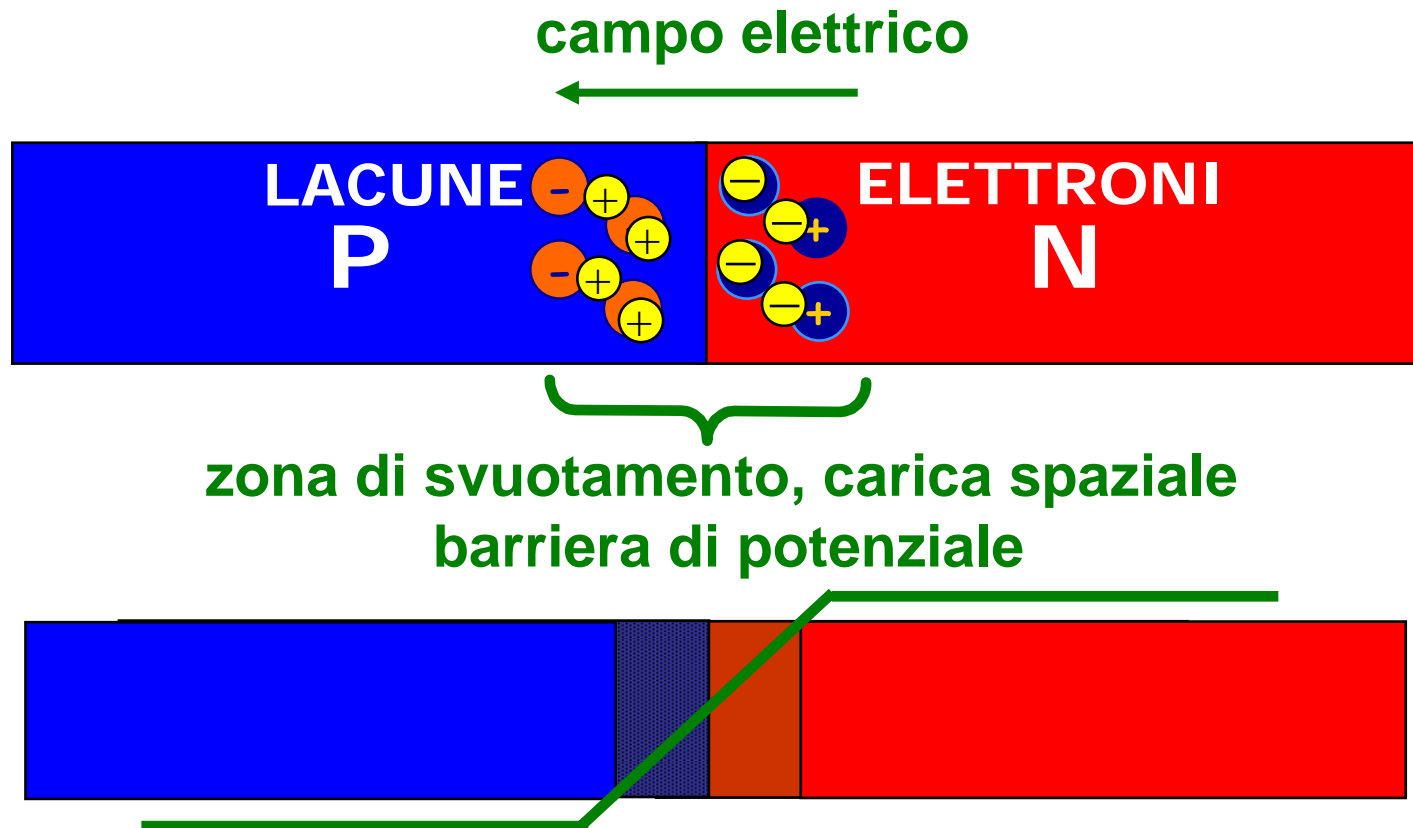 campo elettrico
LACUNE - + + - + + − − + − − + ELETTRONI
P N
zona di svuotamento, carica spaziale
barriera di potenziale